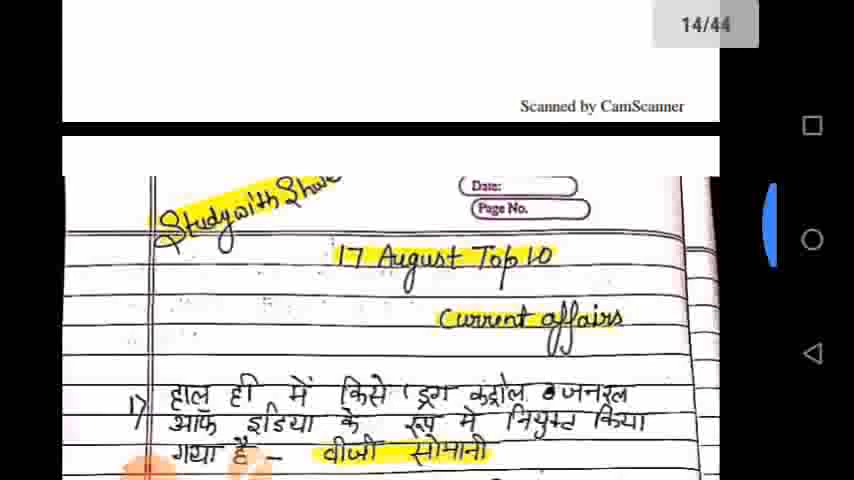 14/44
Scanned by CamScanner
Study with
Date:
Page No.
17 August Top 10
Current affairs
1) हाल ही में किसे ड्रग कंट्रोल जनरल
ऑफ इंडिया के रूप में नियुक्त किया
गया है - वीजी सोमानी